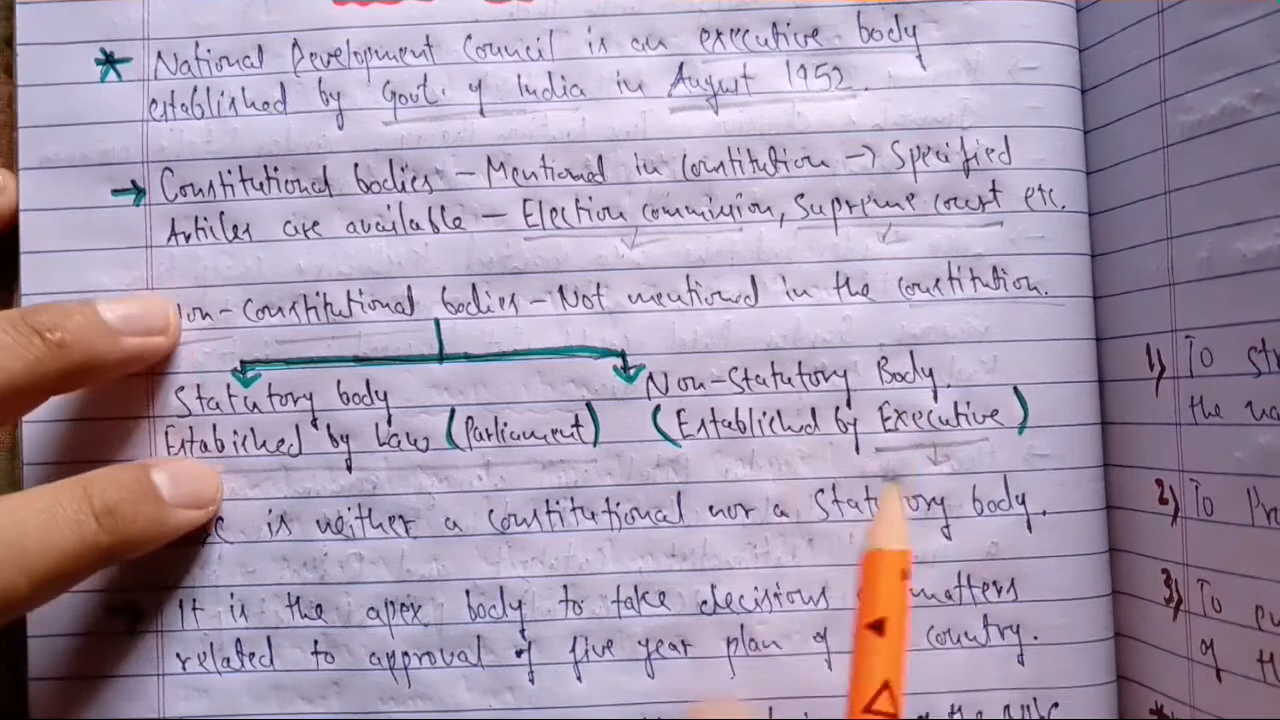 National Development Council is an executive body
established by Govt. of India in August 1952.
Constitutional bodies - Mentioned in Constitution → Specified
Articles are available - Election commission, Supreme court etc.
Non-Constitutional bodies - Not mentioned in the constitution.
Statutory body
Estabished by Law (Parliament)
Non-Statutory Body.
(Established by Executive)
is neither a constitutional nor a Statutory body.
It is the apex body to take decisions matters
related to approval of five year plan of country.
1) To
the
2) To
3) To
of